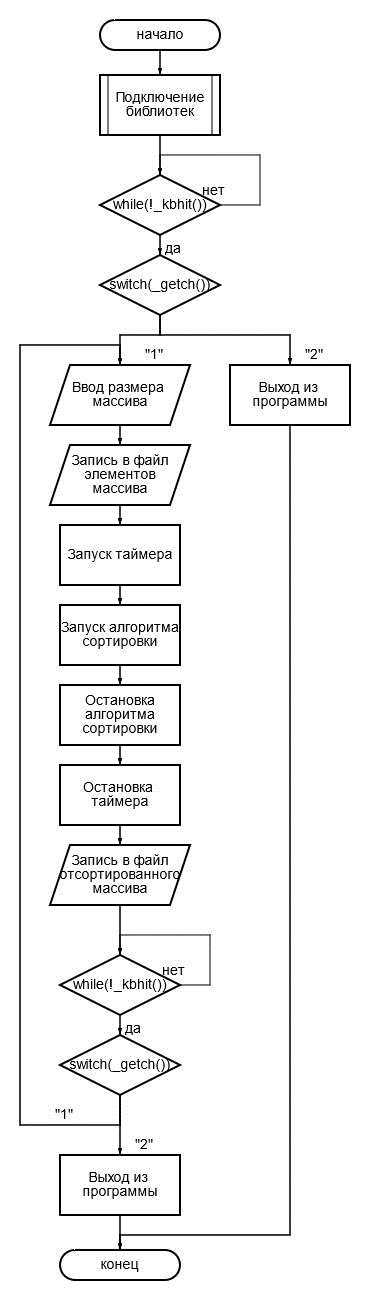 начало
Подключение
библиотек
нет
while(!_kbhit())
да
switch(_getch())
"1"
"2"
Ввод размера
массива
Выход из
программы
Запись в файл
элементов
массива
Запуск таймера
Запуск алгоритма
сортировки
Остановка
алгоритма
сортировки
Остановка
таймера
Запись в файл
отсортированного
массива
нет
while(!_kbhit())
да
switch(_getch())
"1"
"2"
Выход из
программы
конец